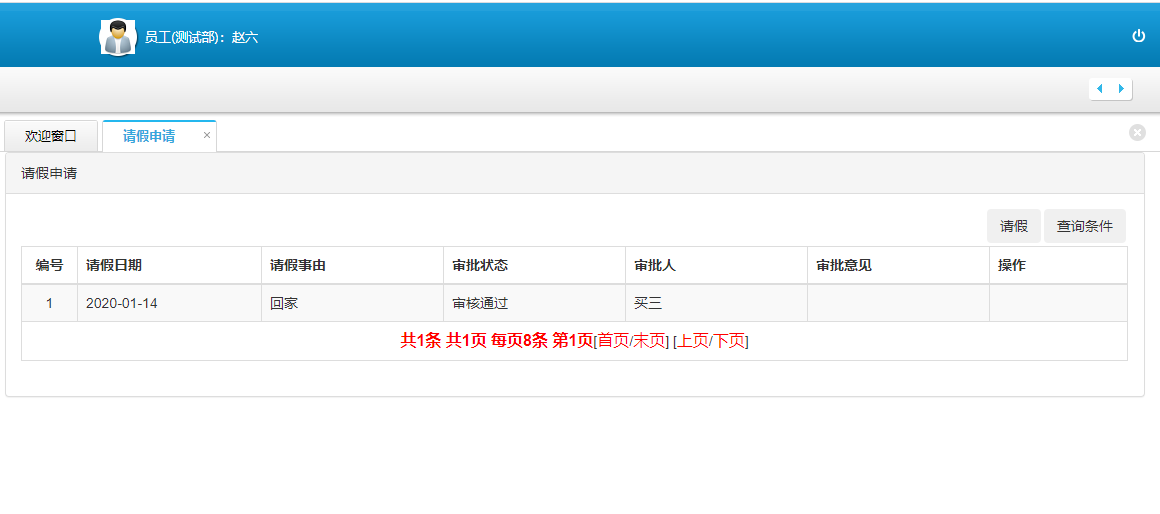 员工(测试部)：赵六
欢迎窗口 请假申请 ×
请假申请
请假 查询条件
编号 请假日期 请假事由 审批状态 审批人 审批意见 操作
1 2020-01-14 回家 审核通过 买三
共1条 共1页 每页8条 第1页[首页/末页] [上页/下页]